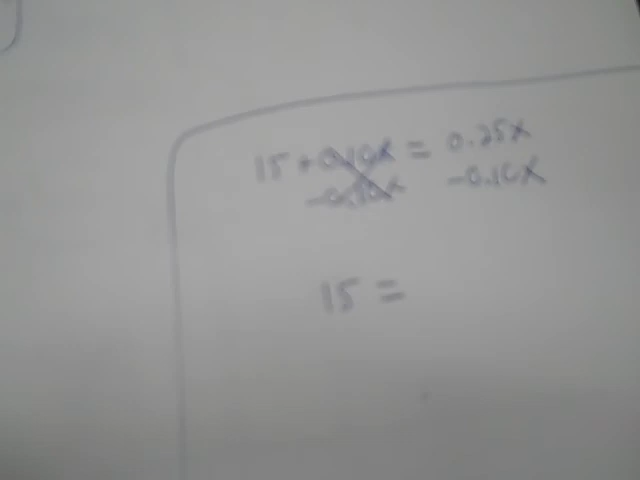 15 + 0.10x = 0.25x
-0.10x -0.10x
15 =